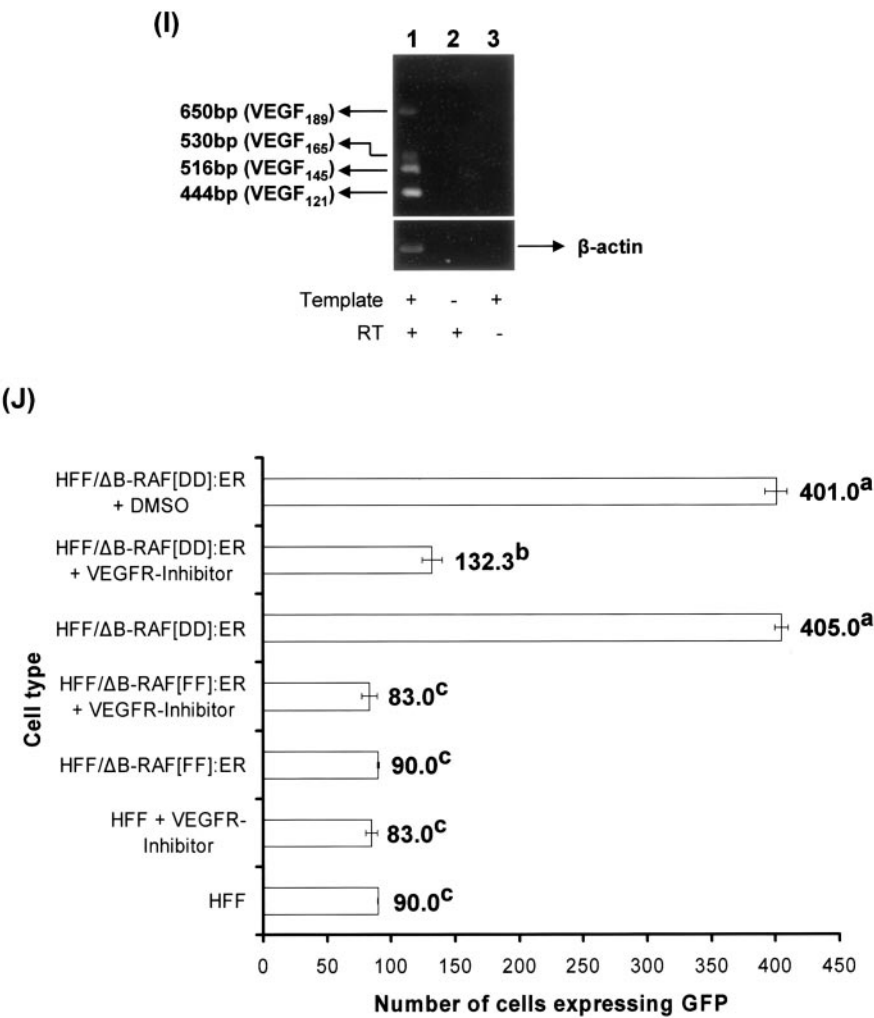 (I)
1 2 3
650bp (VEGF₁₈₉)
530bp (VEGF₁₆₅)
516bp (VEGF₁₄₅)
444bp (VEGF₁₂₁)
β-actin
Template + - +
RT + + -
(J)
Cell type
HFF/ΔB-RAF[DD]:ER
+ DMSO
401.0ᵃ
HFF/ΔB-RAF[DD]:ER
+ VEGFR-Inhibitor
132.3ᵇ
HFF/ΔB-RAF[DD]:ER
405.0ᵃ
HFF/ΔB-RAF[FF]:ER
+ VEGFR-Inhibitor
83.0ᶜ
HFF/ΔB-RAF[FF]:ER
90.0ᶜ
HFF + VEGFR-
Inhibitor
83.0ᶜ
HFF
90.0ᶜ
0 50 100 150 200 250 300 350 400 450
Number of cells expressing GFP